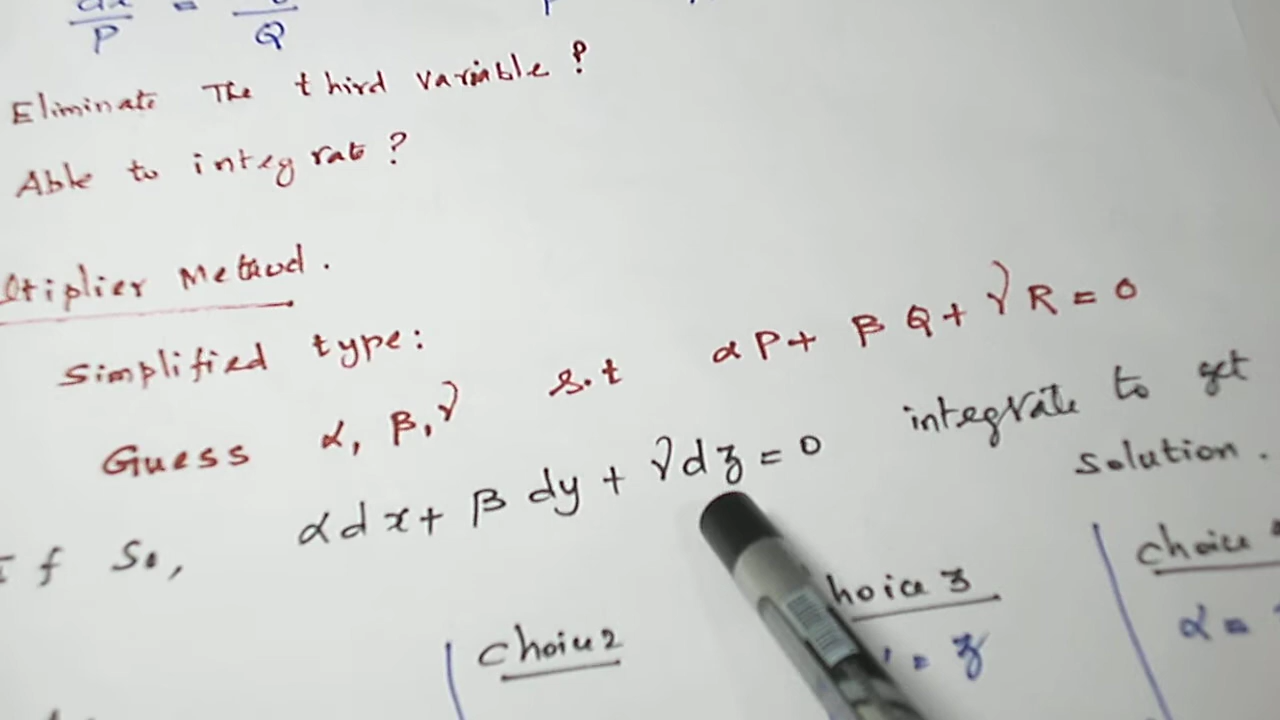 dx/P = /Q
Eliminate The third variable ?
Able to integrate ?
ltiplier Method.
Simplified type:
Guess α, β, γ s.t αP + βQ + γR = 0
If So, αdx + βdy + γdz = 0 integrate to get
solution.
choice 2 hoice 3 choice
= z α =